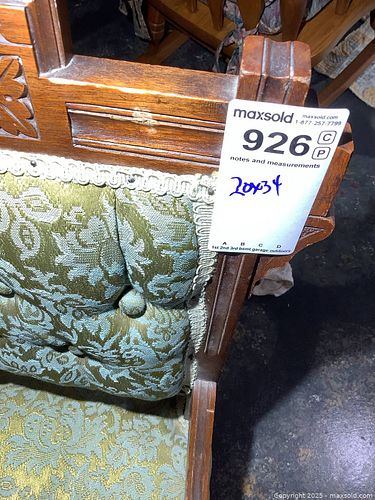 maxsold maxsold.com
1-877-257-7799
926 C
P
notes and measurements
20x34
A B C D
1st 2nd 3rd bsmt garage outdoors
Copyright 2025 - maxsold.com